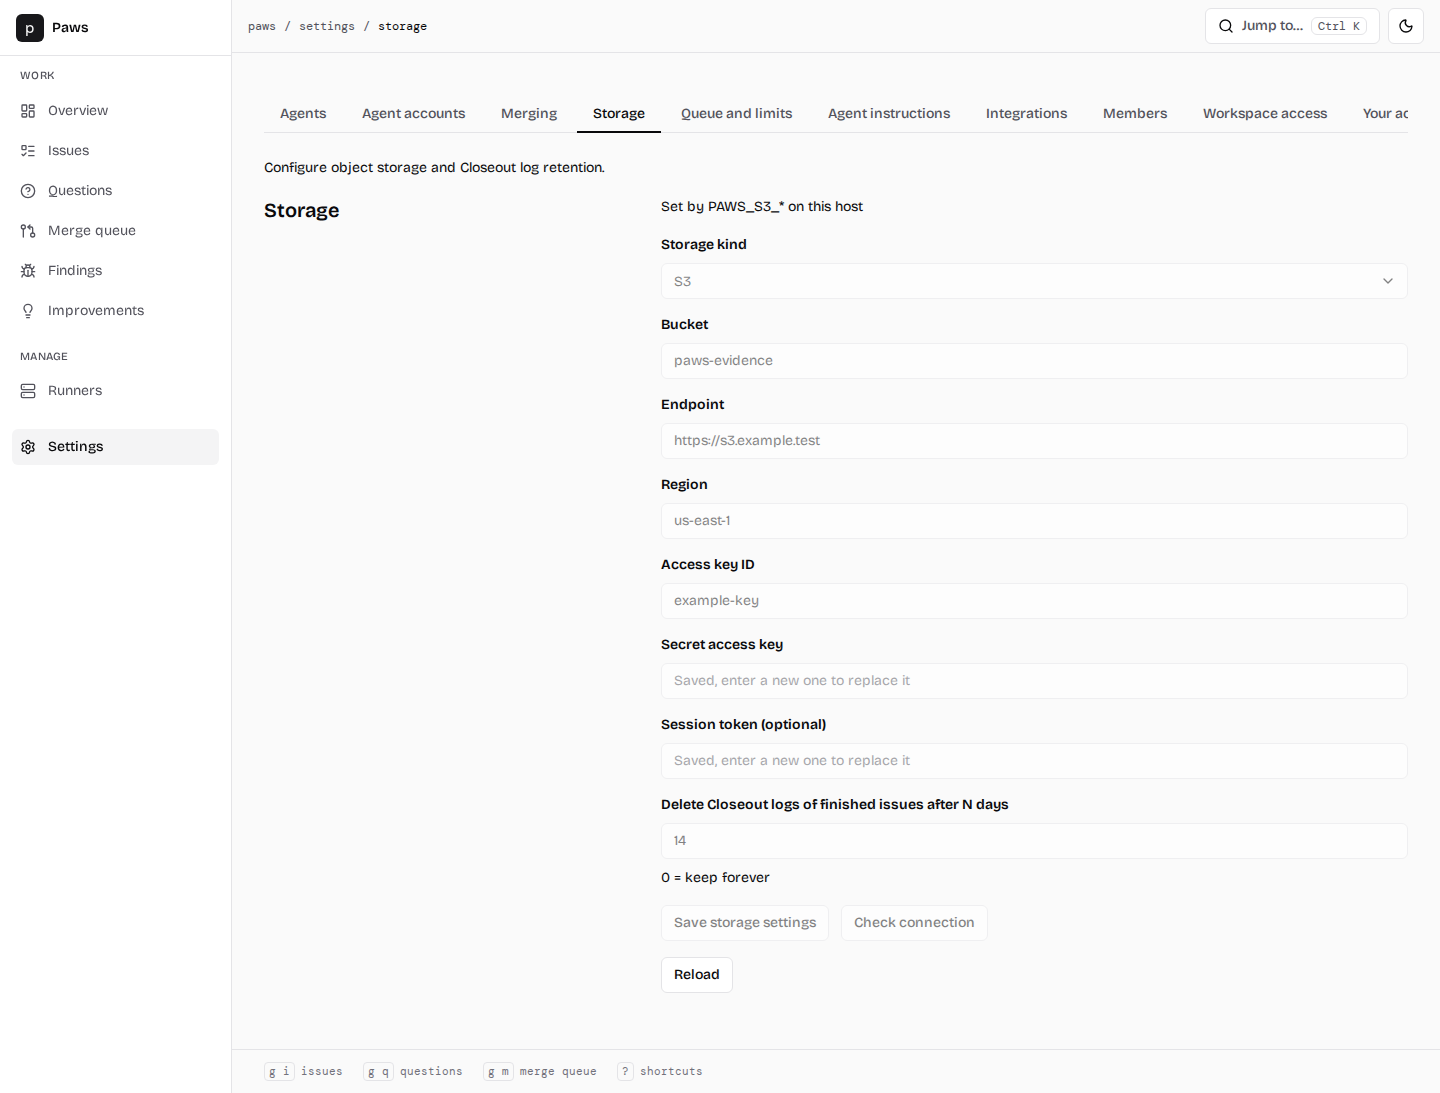 p Paws
paws / settings / storage
Jump to... Ctrl K
WORK
Overview
Issues
Questions
Merge queue
Findings
Improvements
MANAGE
Runners
Settings
Agents Agent accounts Merging Storage Queue and limits Agent instructions Integrations Members Workspace access Your ac
Configure object storage and Closeout log retention.
Storage
Set by PAWS_S3_* on this host
Storage kind
S3
Bucket
paws-evidence
Endpoint
https://s3.example.test
Region
us-east-1
Access key ID
example-key
Secret access key
Saved, enter a new one to replace it
Session token (optional)
Saved, enter a new one to replace it
Delete Closeout logs of finished issues after N days
14
0 = keep forever
Save storage settings Check connection
Reload
g i issues g q questions g m merge queue ? shortcuts